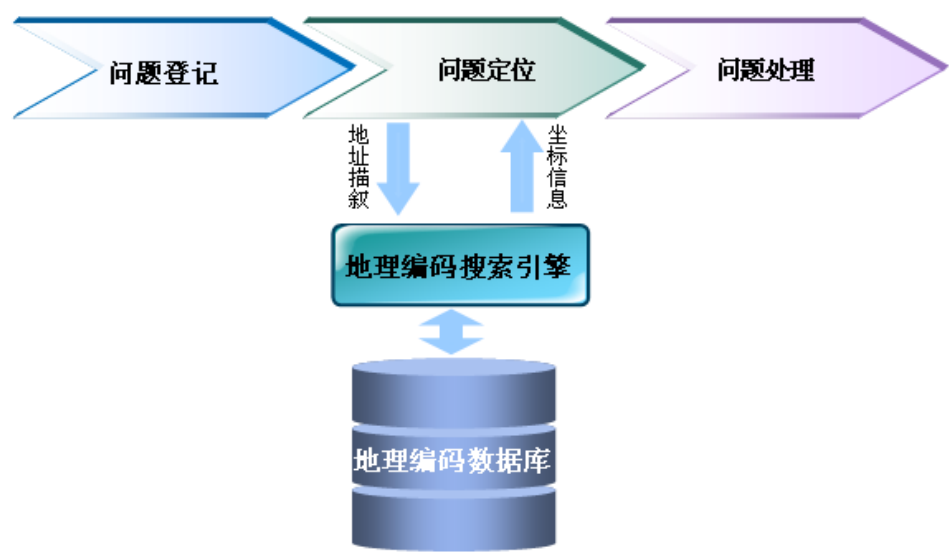 问题登记
问题定位
问题处理
地址描叙
坐标信息
地理编码搜索引擎
地理编码数据库